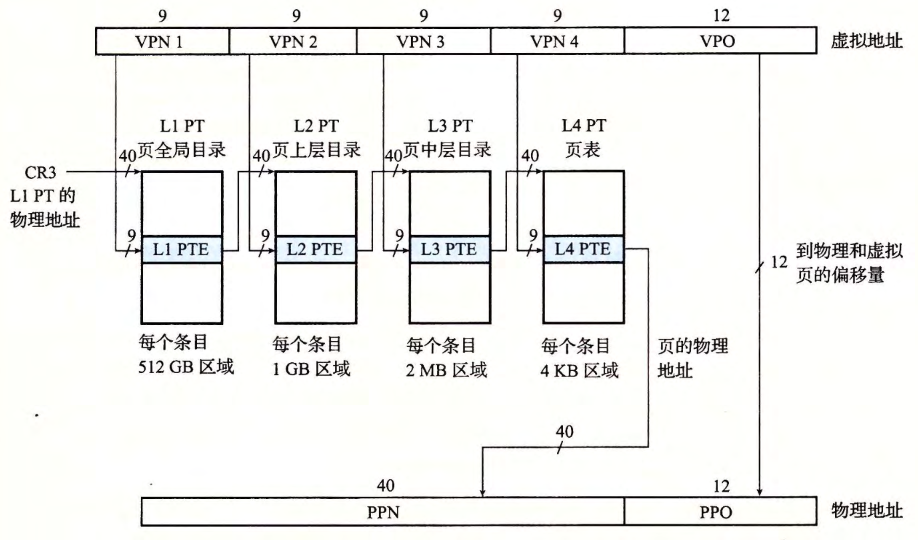 9 9 9 9 12
VPN 1 VPN 2 VPN 3 VPN 4 VPO 虚拟地址
L1 PT
页全局目录
L2 PT
页上层目录
L3 PT
页中层目录
L4 PT
页表
40 40 40 40
CR3
L1 PT 的
物理地址
9 9 9 9
L1 PTE L2 PTE L3 PTE L4 PTE
12
到物理和虚拟
页的偏移量
每个条目
512 GB 区域
每个条目
1 GB 区域
每个条目
2 MB 区域
每个条目
4 KB 区域
页的物理
地址
40
40 12
PPN PPO 物理地址